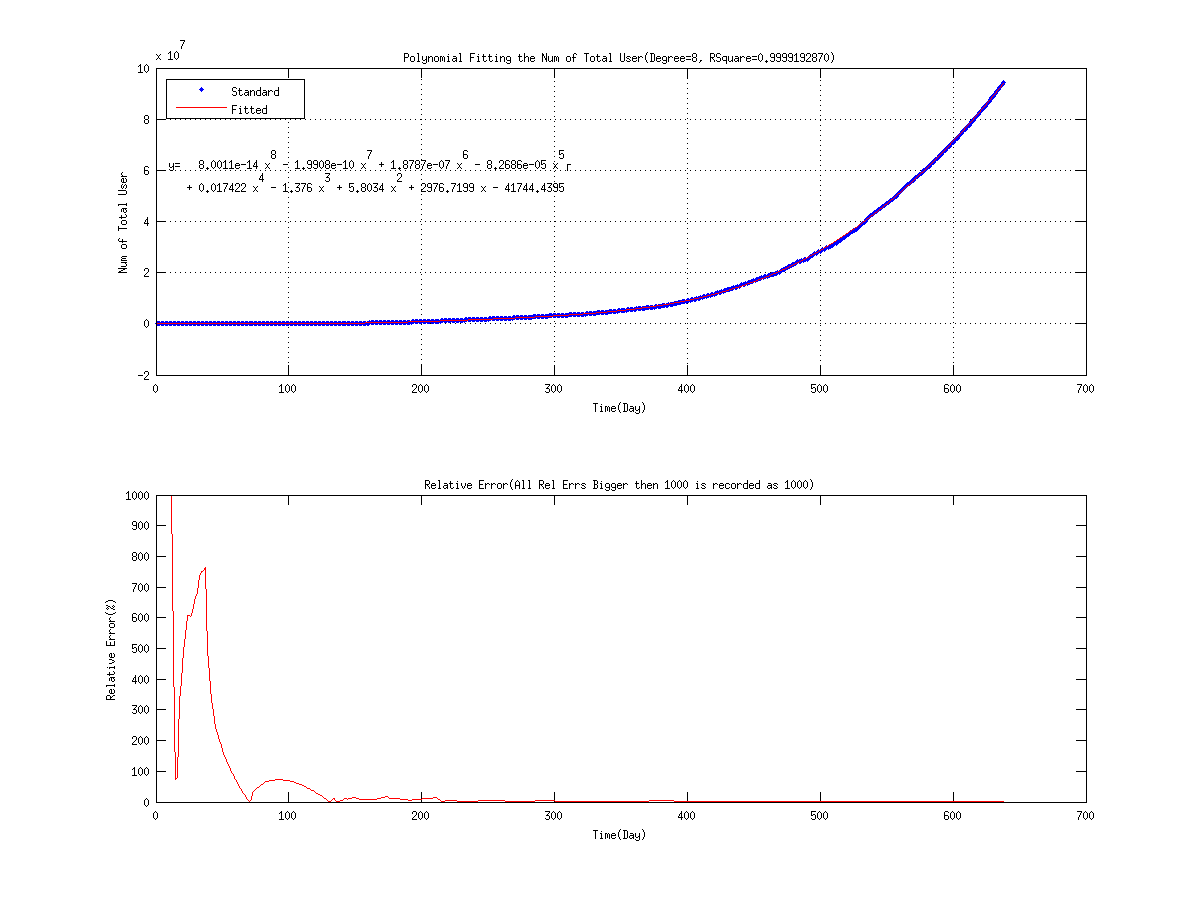 x 10^7
Polynomial Fitting the Num of Total User(Degree=8, RSquare=0.9999192870)
10
8
6
4
2
0
-2
Num of Total User
Standard
Fitted
y= 8.0011e-14 x^8 - 1.9908e-10 x^7 + 1.8787e-07 x^6 - 8.2686e-05 x^5 r
+ 0.017422 x^4 - 1.376 x^3 + 5.8034 x^2 + 2976.7199 x - 41744.4395
0 100 200 300 400 500 600 700
Time(Day)
Relative Error(All Rel Errs Bigger then 1000 is recorded as 1000)
1000
900
800
700
600
500
400
300
200
100
0
Relative Error(%)
0 100 200 300 400 500 600 700
Time(Day)